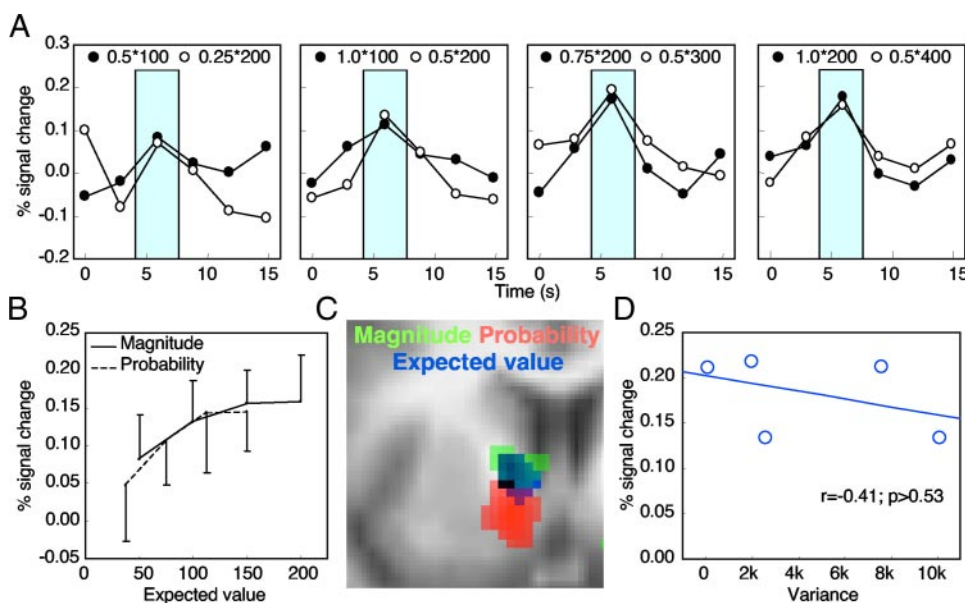 A
0.5*100 0.25*200
1.0*100 0.5*200
0.75*200 0.5*300
1.0*200 0.5*400
% signal change
0.3
0.2
0.1
0.0
-0.1
-0.2
0 5 10 15
0 5 10 15
0 5 10 15
0 5 10 15
Time (s)
B
% signal change
0.25
0.20
0.15
0.10
0.05
0.00
-0.05
Magnitude
Probability
0 50 100 150 200
Expected value
C
Magnitude Probability
Expected value
D
% signal change
0.25
0.20
0.15
0.10
0.05
0.00
r=-0.41; p>0.53
0 2k 4k 6k 8k 10k
Variance